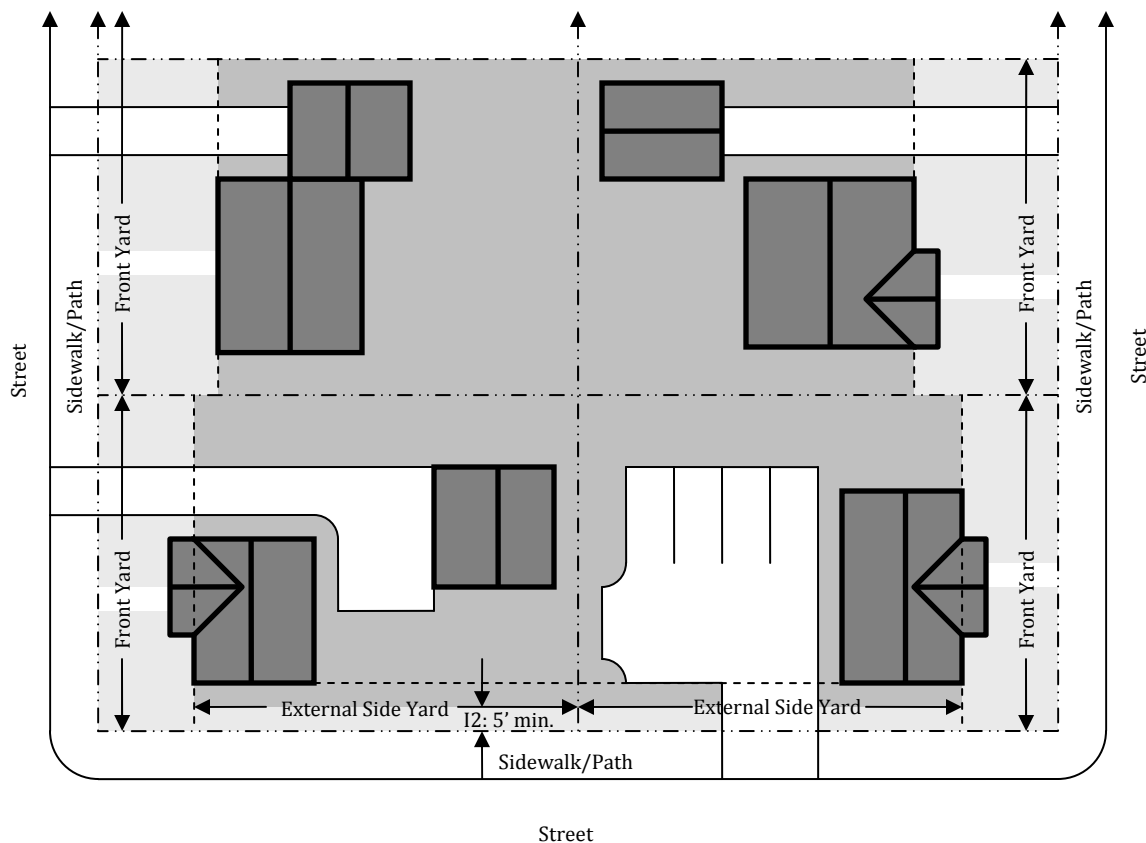 Front Yard
Front Yard
Sidewalk/Path
Sidewalk/Path
Street
Street
Front Yard
Front Yard
External Side Yard
External Side Yard
I2: 5’ min.
Sidewalk/Path
Street